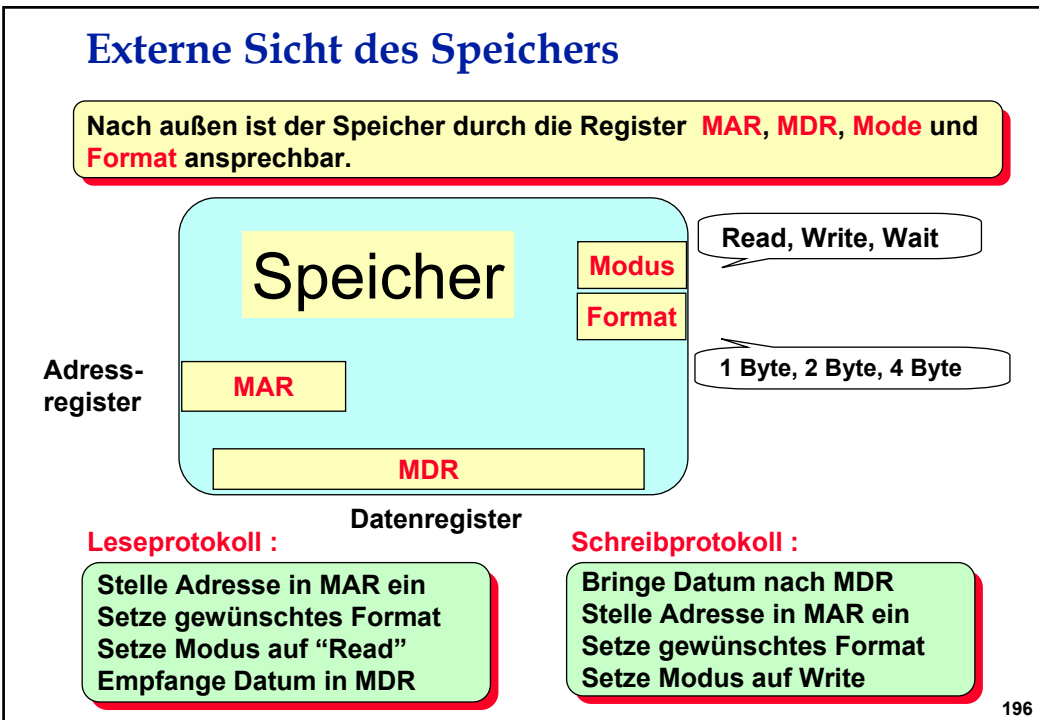 Externe Sicht des Speichers
Nach außen ist der Speicher durch die Register MAR, MDR, Mode und
Format ansprechbar.
Speicher
Modus
Read, Write, Wait
Format
1 Byte, 2 Byte, 4 Byte
Adress-
register
MAR
MDR
Datenregister
Leseprotokoll :
Stelle Adresse in MAR ein
Setze gewünschtes Format
Setze Modus auf “Read”
Empfange Datum in MDR
Schreibprotokoll :
Bringe Datum nach MDR
Stelle Adresse in MAR ein
Setze gewünschtes Format
Setze Modus auf Write
196